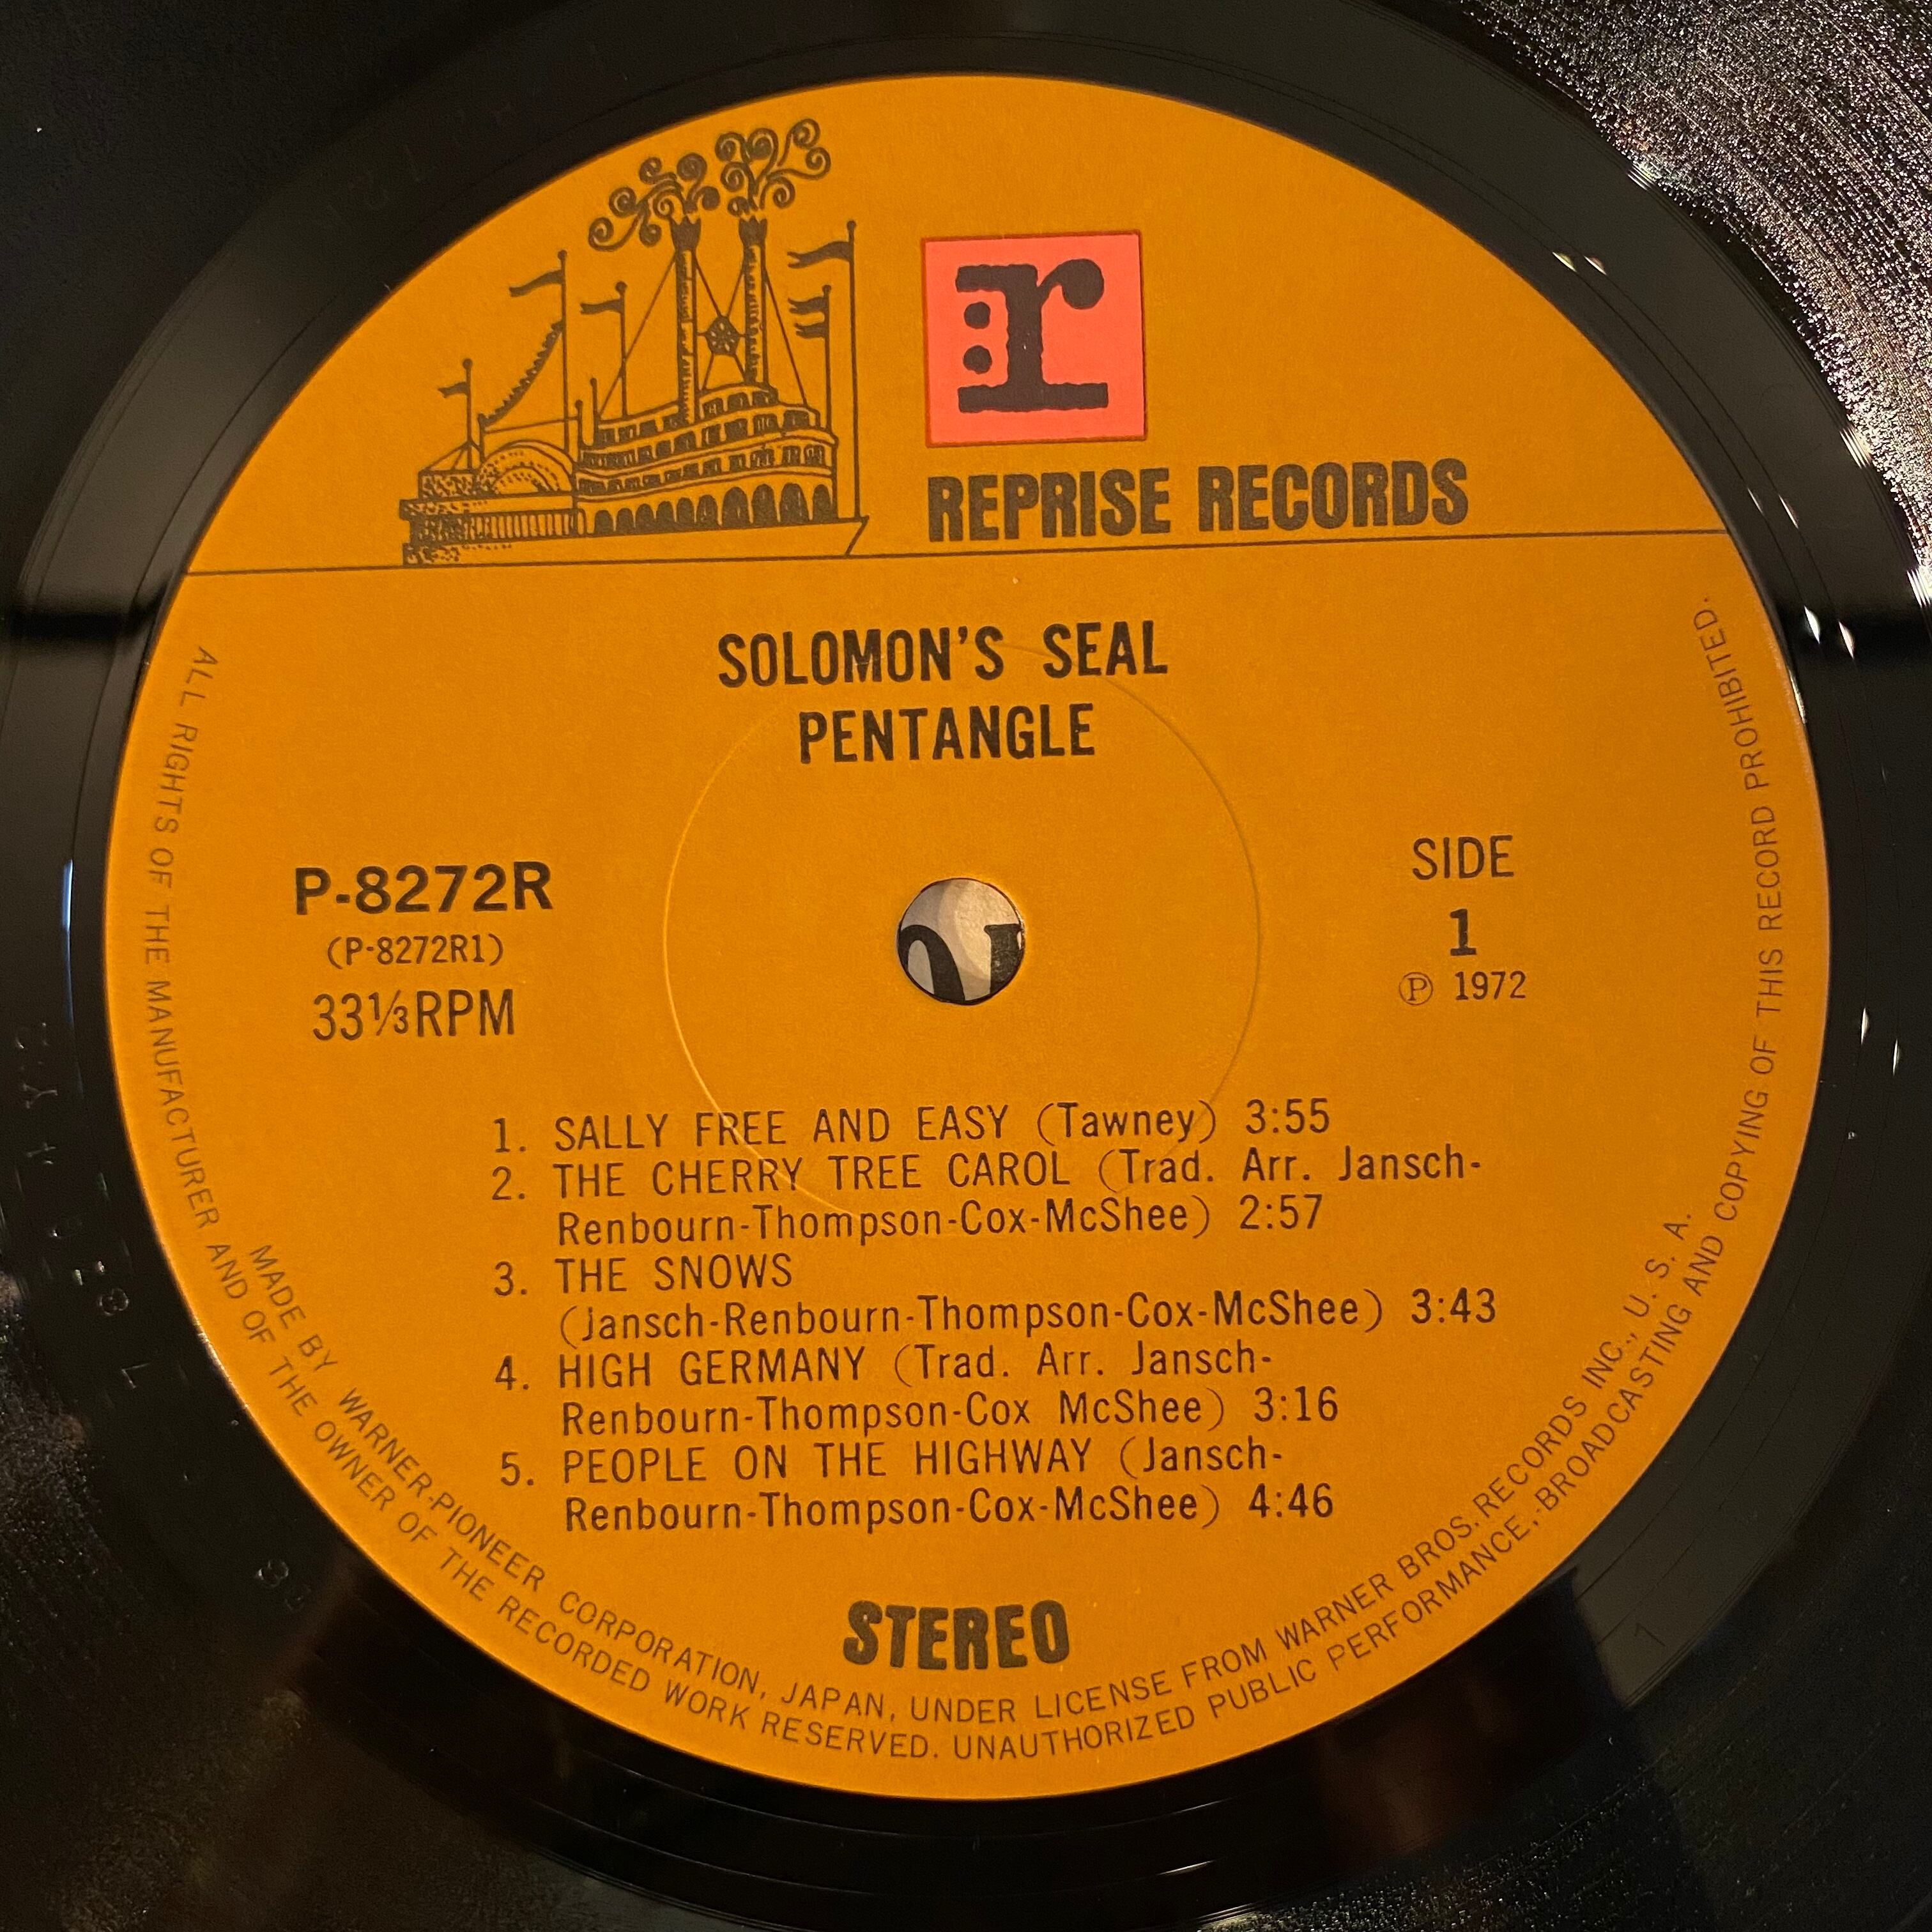 r
REPRISE RECORDS
SOLOMON'S SEAL
PENTANGLE
P-8272R
(P-8272R1)
33⅓RPM
SIDE
1
Ⓟ 1972
1. SALLY FREE AND EASY (Tawney) 3:55
2. THE CHERRY TREE CAROL (Trad. Arr. Jansch-
Renbourn-Thompson-Cox-McShee) 2:57
3. THE SNOWS
(Jansch-Renbourn-Thompson-Cox-McShee) 3:43
4. HIGH GERMANY (Trad. Arr. Jansch-
Renbourn-Thompson-Cox McShee) 3:16
5. PEOPLE ON THE HIGHWAY (Jansch-
Renbourn-Thompson-Cox-McShee) 4:46
STEREO
MADE BY WARNER-PIONEER CORPORATION, JAPAN, UNDER LICENSE FROM WARNER BROS. RECORDS INC., U. S. A.
ALL RIGHTS OF THE MANUFACTURER AND OF THE OWNER OF THE RECORDED WORK RESERVED. UNAUTHORIZED PUBLIC PERFORMANCE, BROADCASTING AND COPYING OF THIS RECORD PROHIBITED.